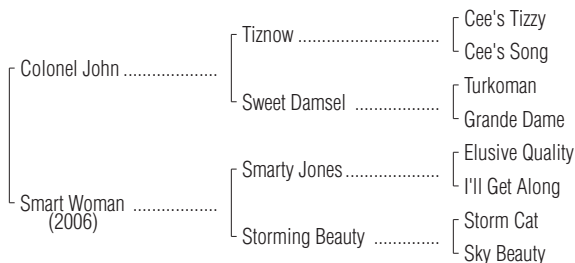 Colonel John ....................
Smart Woman ..................
(2006)
Tiznow ..............................
Sweet Damsel ..................
Smarty Jones ....................
Storming Beauty ..............
Cee's Tizzy
Cee's Song
Turkoman
Grande Dame
Elusive Quality
I'll Get Along
Storm Cat
Sky Beauty